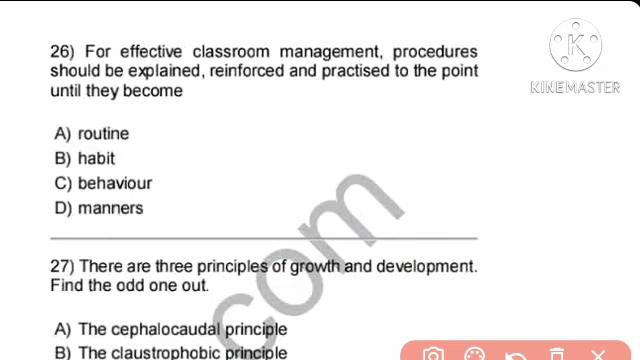 26) For effective classroom management, procedures
should be explained, reinforced and practised to the point
until they become
A) routine
B) habit
C) behaviour
D) manners
27) There are three principles of growth and development.
Find the odd one out.
A) The cephalocaudal principle
B) The claustrophobic principle
K
KINEMASTER
com